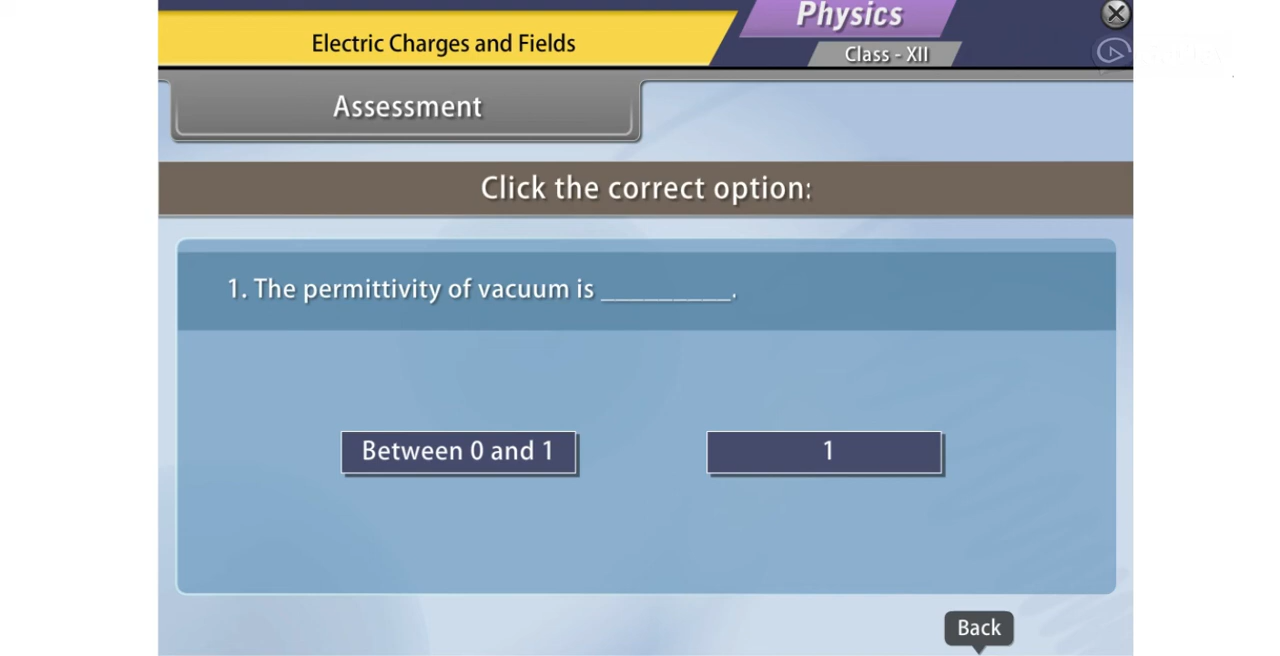 Physics
Electric Charges and Fields
Class - XII
Assessment
Click the correct option:
1. The permittivity of vacuum is _________.
Between 0 and 1
1
Back